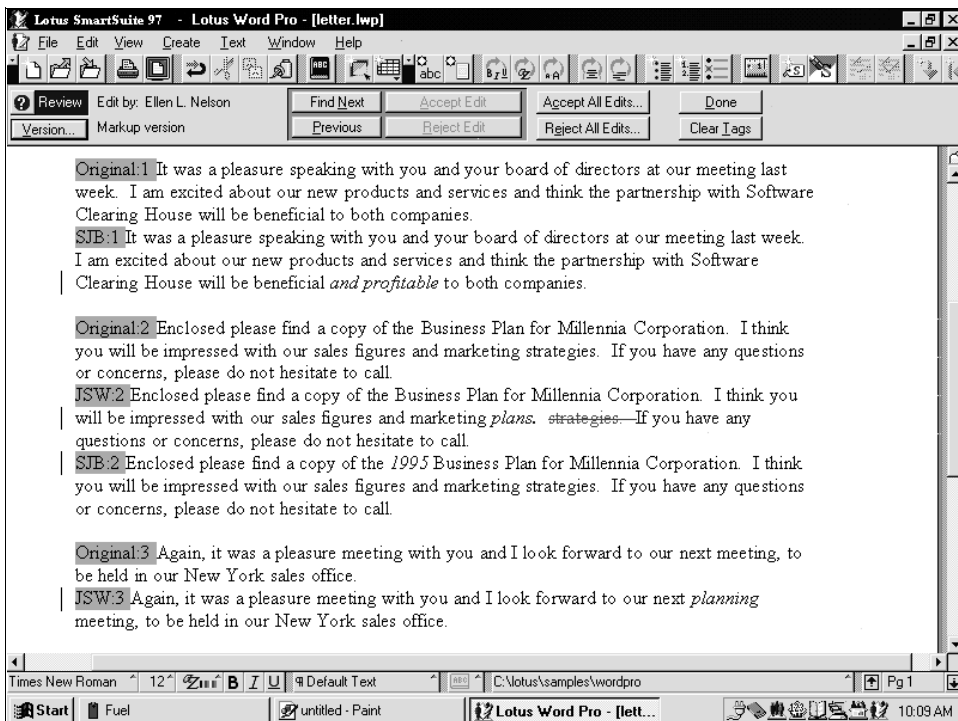 Lotus SmartSuite 97 - Lotus Word Pro - [letter.lwp]
File Edit View Create Text Window Help
abc
Review Edit by: Ellen L. Nelson Find Next Accept Edit Accept All Edits... Done
Version... Markup version Previous Reject Edit Reject All Edits... Clear Tags
Original:1 It was a pleasure speaking with you and your board of directors at our meeting last
week. I am excited about our new products and services and think the partnership with Software
Clearing House will be beneficial to both companies.
SJB:1 It was a pleasure speaking with you and your board of directors at our meeting last week.
I am excited about our new products and services and think the partnership with Software
Clearing House will be beneficial and profitable to both companies.
Original:2 Enclosed please find a copy of the Business Plan for Millennia Corporation. I think
you will be impressed with our sales figures and marketing strategies. If you have any questions
or concerns, please do not hesitate to call.
JSW:2 Enclosed please find a copy of the Business Plan for Millennia Corporation. I think you
will be impressed with our sales figures and marketing plans. strategies. If you have any
questions or concerns, please do not hesitate to call.
SJB:2 Enclosed please find a copy of the 1995 Business Plan for Millennia Corporation. I think
you will be impressed with our sales figures and marketing strategies. If you have any questions
or concerns, please do not hesitate to call.
Original:3 Again, it was a pleasure meeting with you and I look forward to our next meeting, to
be held in our New York sales office.
JSW:3 Again, it was a pleasure meeting with you and I look forward to our next planning
meeting, to be held in our New York sales office.
Times New Roman 12 B I U Default Text C:\lotus\samples\wordpro Pg 1
Start Fuel untitled - Paint Lotus Word Pro - [lett... 10:09 AM